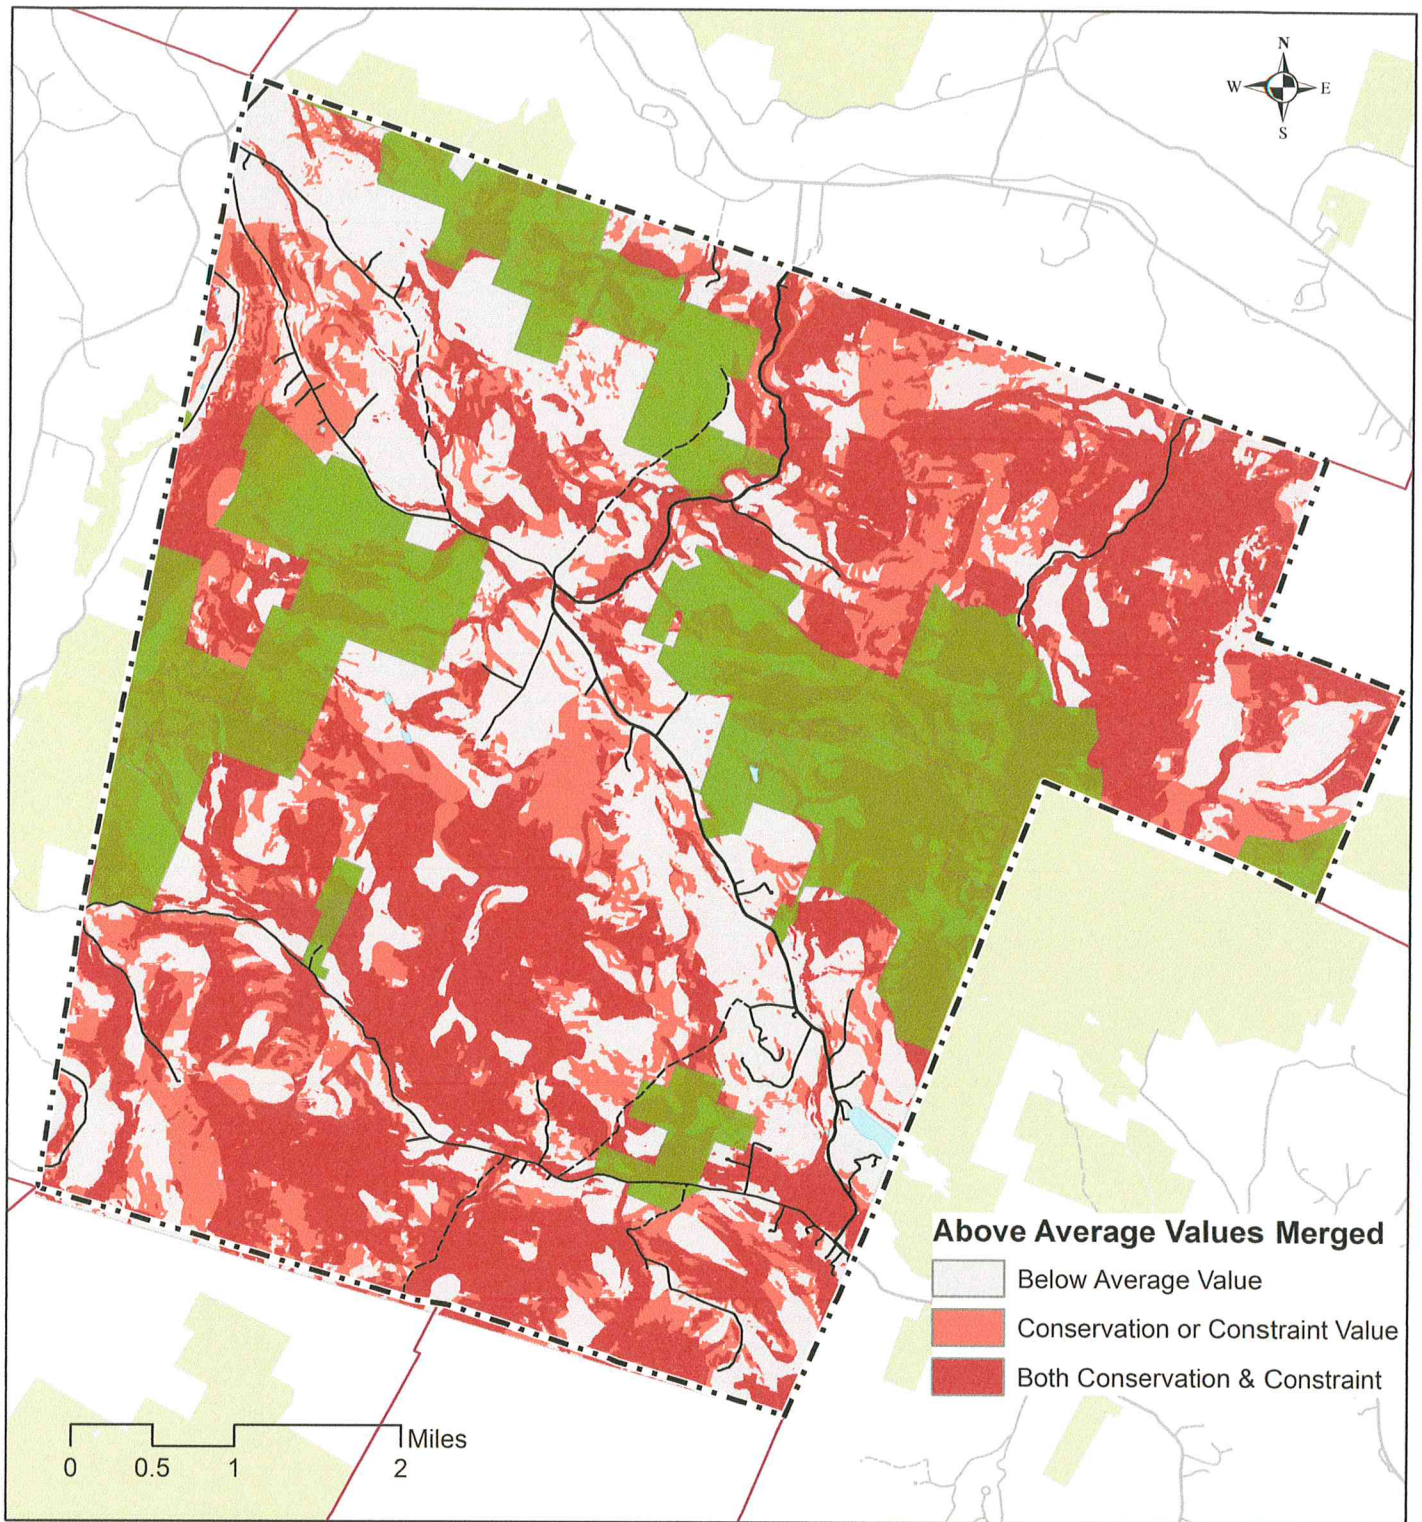 N
W E
S
Above Average Values Merged
Below Average Value
Conservation or Constraint Value
Both Conservation & Constraint
Miles
0 0.5 1 2